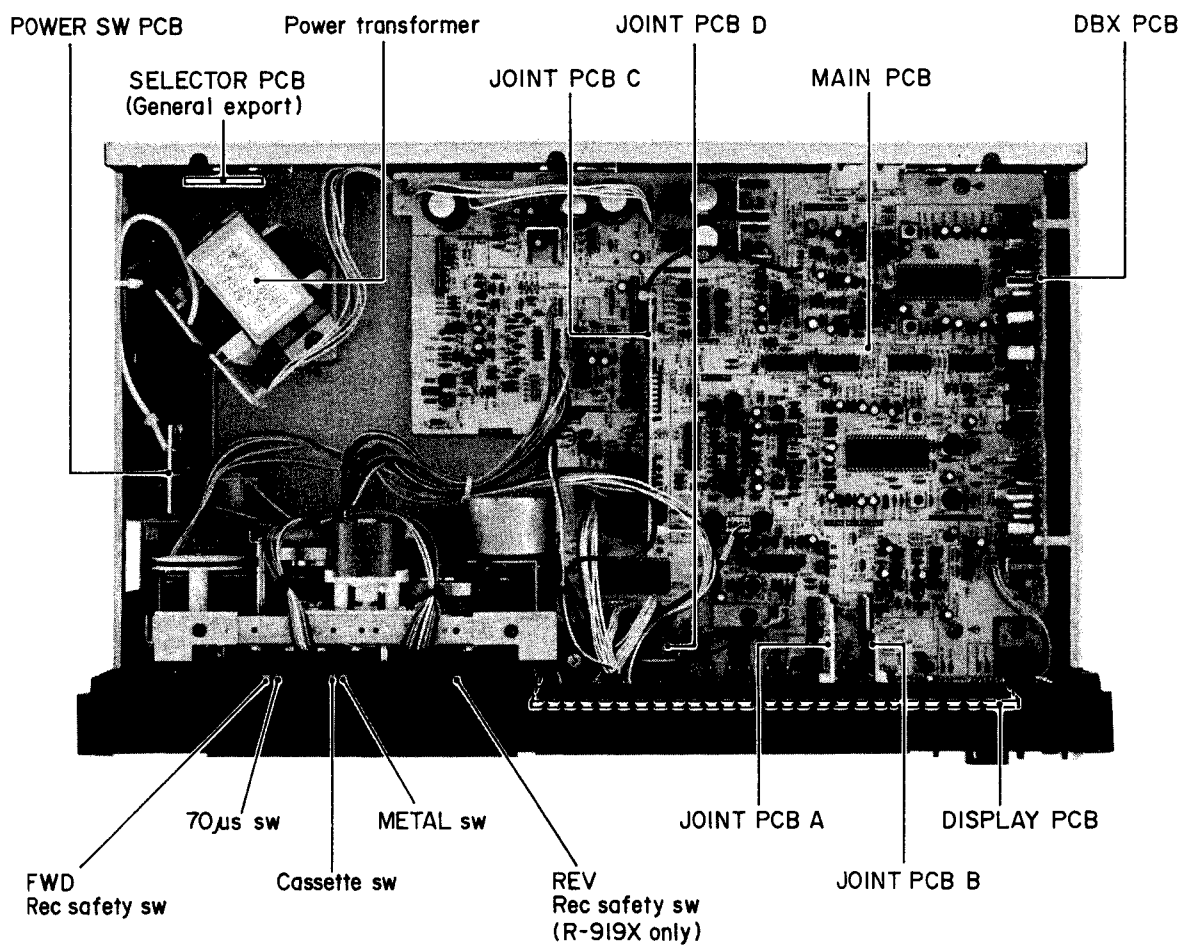 POWER SW PCB
Power transformer
JOINT PCB D
DBX PCB
SELECTOR PCB
(General export)
JOINT PCB C
MAIN PCB
70µs sw
METAL sw
JOINT PCB A
DISPLAY PCB
FWD
Rec safety sw
Cassette sw
REV
Rec safety sw
(R-919X only)
JOINT PCB B